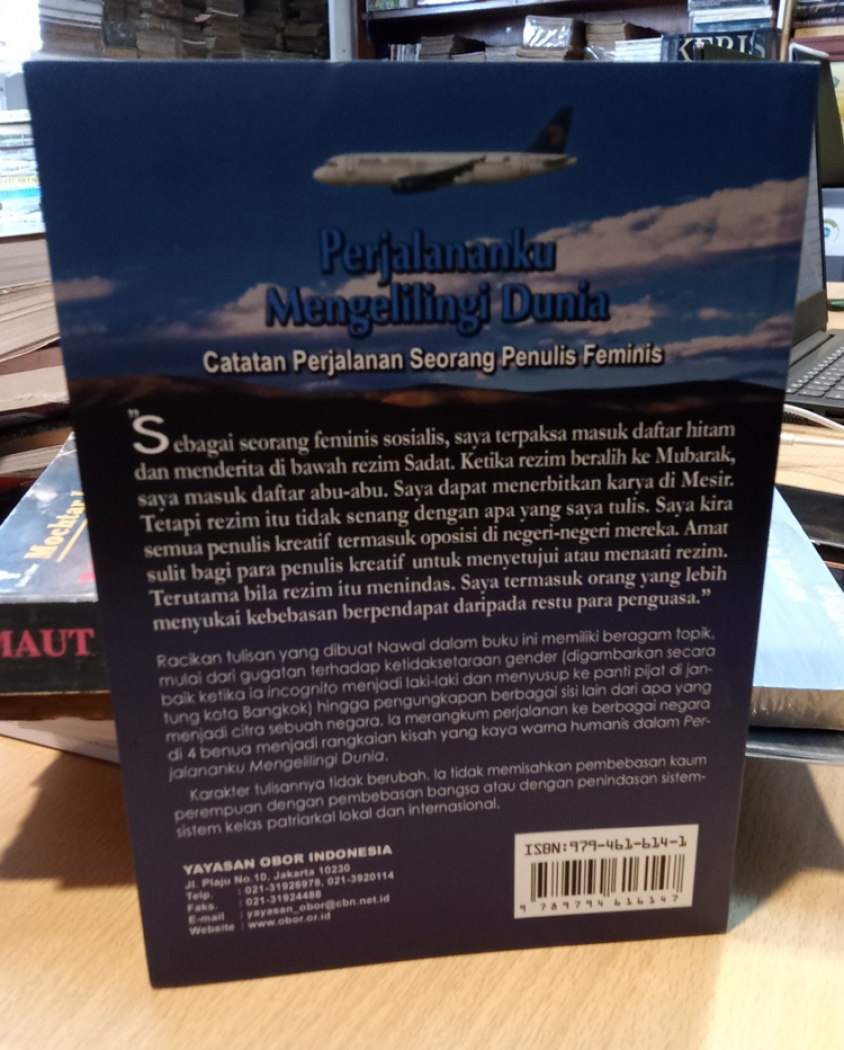 KERIS
Perjalananku
Mengelilingi Dunia
Catatan Perjalanan Seorang Penulis Feminis
"Sebagai seorang feminis sosialis, saya terpaksa masuk daftar hitam
dan menderita di bawah rezim Sadat. Ketika rezim beralih ke Mubarak,
saya masuk daftar abu-abu. Saya dapat menerbitkan karya di Mesir.
Tetapi rezim itu tidak senang dengan apa yang saya tulis. Saya kira
semua penulis kreatif termasuk oposisi di negeri-negeri mereka. Amat
sulit bagi para penulis kreatif untuk menyetujui atau menaati rezim.
Terutama bila rezim itu menindas. Saya termasuk orang yang lebih
menyukai kebebasan berpendapat daripada restu para penguasa."
Racikan tulisan yang dibuat Nawal dalam buku ini memiliki beragam topik,
mulai dari gugatan terhadap ketidaksetaraan gender (digambarkan secara
baik ketika ia incognito menjadi laki-laki dan menyusup ke panti pijat di jan-
tung kota Bangkok) hingga pengungkapan berbagai sisi lain dari apa yang
menjadi citra sebuah negara. Ia merangkum perjalanan ke berbagai negara
di 4 benua menjadi rangkaian kisah yang kaya warna humanis dalam Per-
jalananku Mengelilingi Dunia.
Karakter tulisannya tidak berubah. Ia tidak memisahkan pembebasan kaum
perempuan dengan pembebasan bangsa atau dengan penindasan sistem-
sistem kelas patriarkal lokal dan internasional.
YAYASAN OBOR INDONESIA
Jl. Plaju No.10, Jakarta 10230
Telp. : 021-31926978, 021-3920114
Faks. : 021-31924488
E-mail : yayasan_obor@cbn.net.id
Website : www.obor.or.id
ISBN:979-461-614-1
9 789794 616147
Mochtar
MAUT